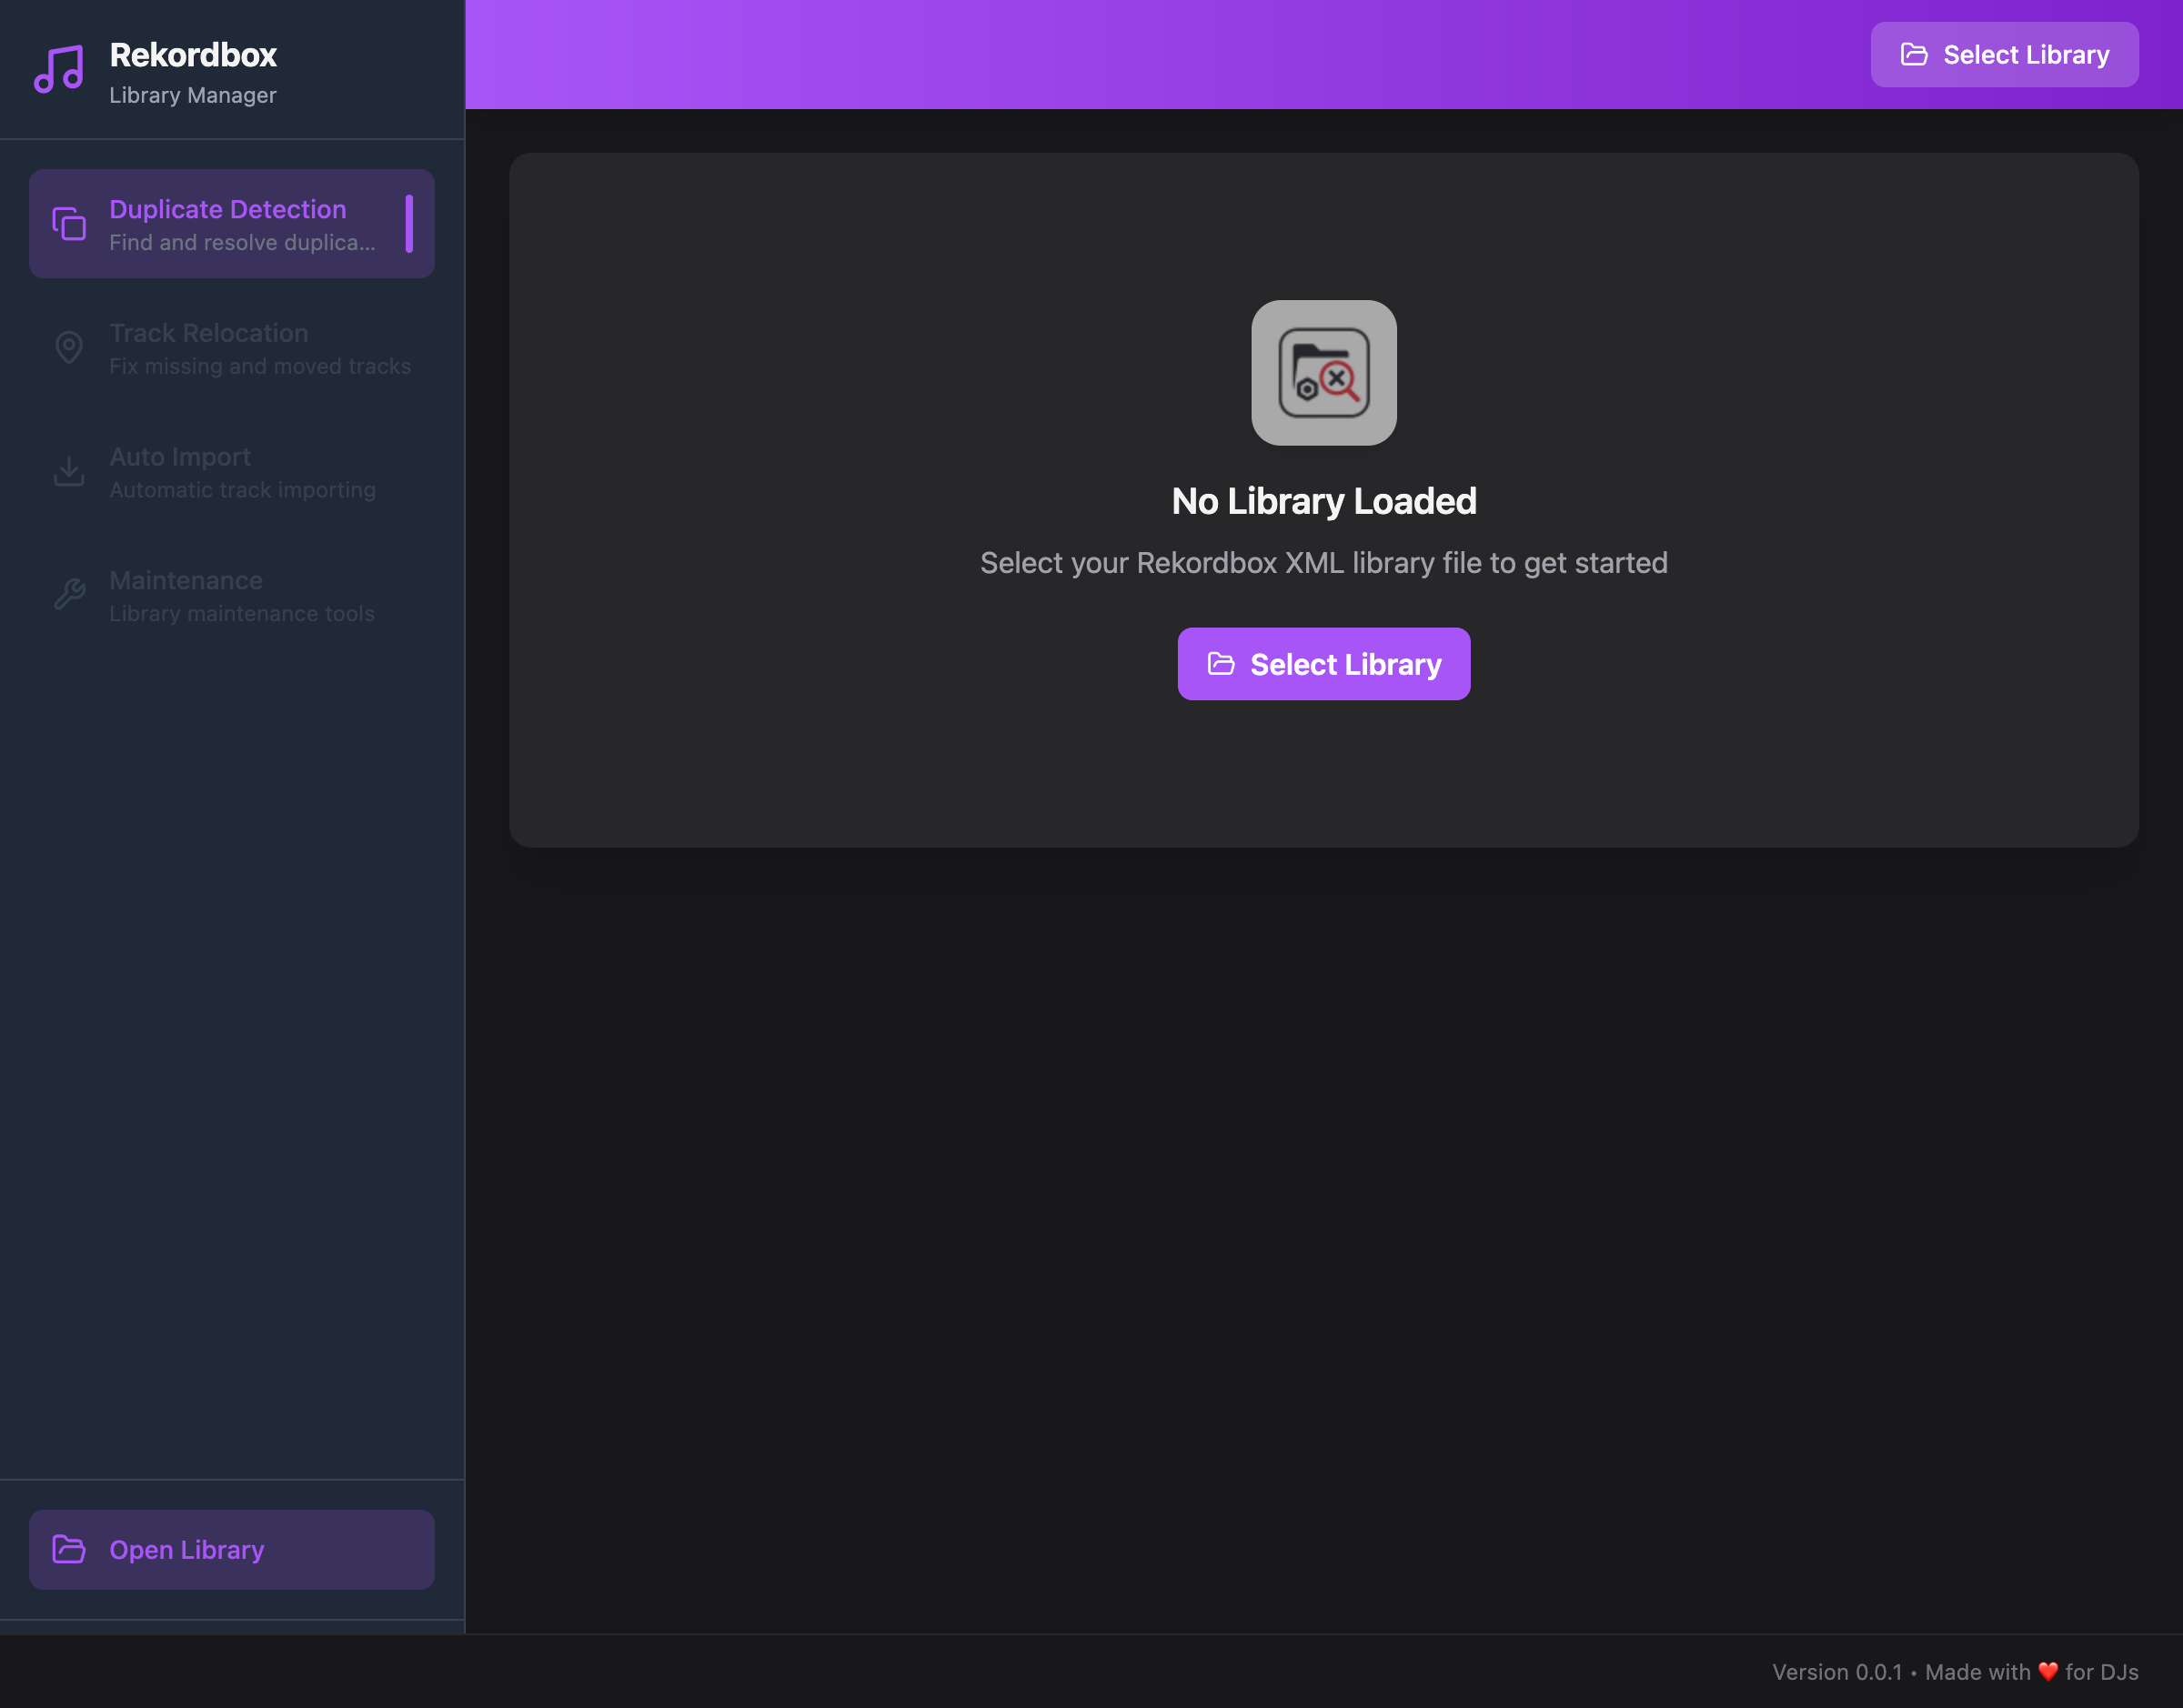 Rekordbox
Library Manager
Select Library
Duplicate Detection
Find and resolve duplica...
Track Relocation
Fix missing and moved tracks
Auto Import
Automatic track importing
Maintenance
Library maintenance tools
No Library Loaded
Select your Rekordbox XML library file to get started
Select Library
Open Library
Version 0.0.1 • Made with ❤️ for DJs